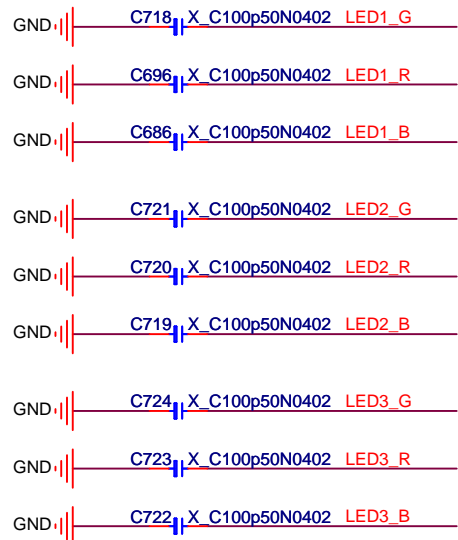 GND C718 X_C100p50N0402 LED1_G
GND C696 X_C100p50N0402 LED1_R
GND C686 X_C100p50N0402 LED1_B
GND C721 X_C100p50N0402 LED2_G
GND C720 X_C100p50N0402 LED2_R
GND C719 X_C100p50N0402 LED2_B
GND C724 X_C100p50N0402 LED3_G
GND C723 X_C100p50N0402 LED3_R
GND C722 X_C100p50N0402 LED3_B